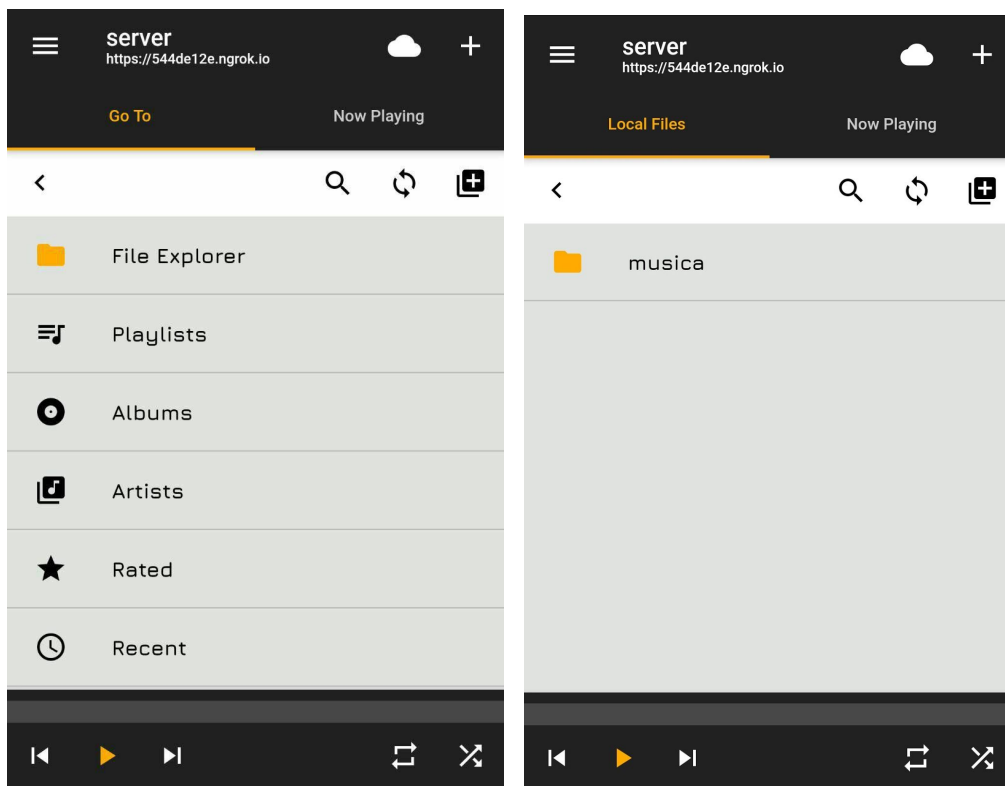 server
https://544de12e.ngrok.io
Go To
Now Playing
File Explorer
Playlists
Albums
Artists
Rated
Recent
server
https://544de12e.ngrok.io
Local Files
Now Playing
musica